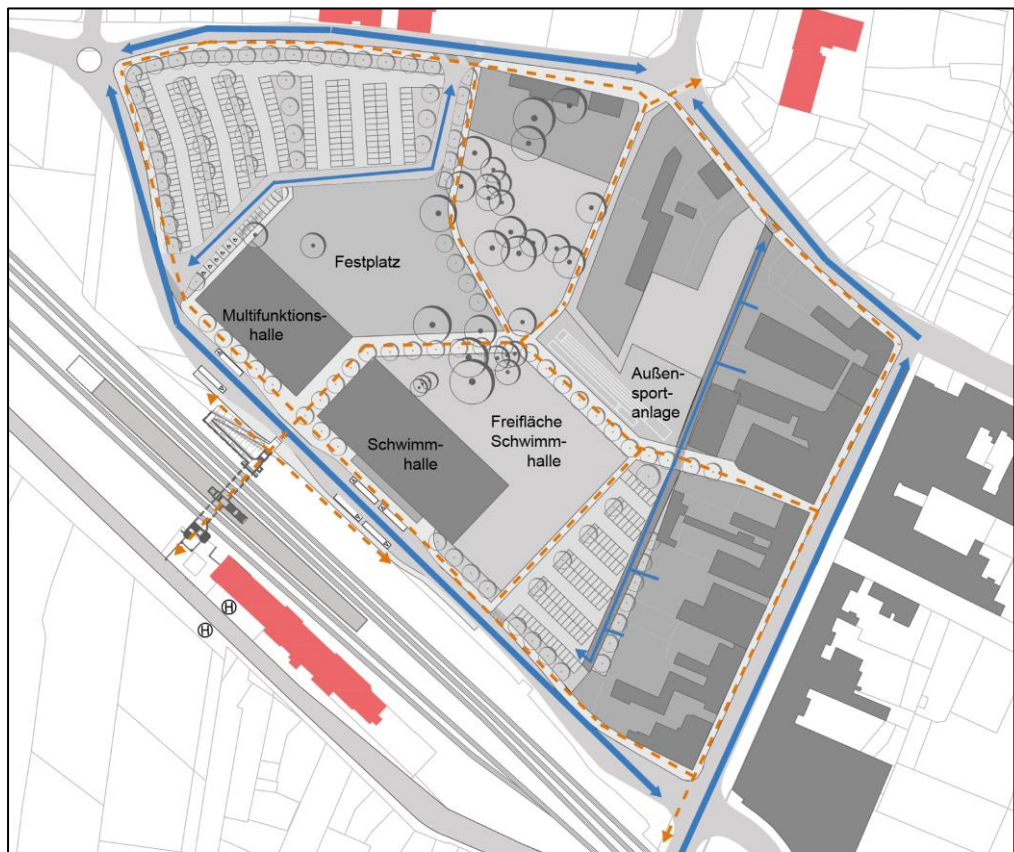 Festplatz
Multifunktions-
halle
Außen-
sport-
anlage
Freifläche
Schwimm-
halle
Schwimm-
halle
H
H